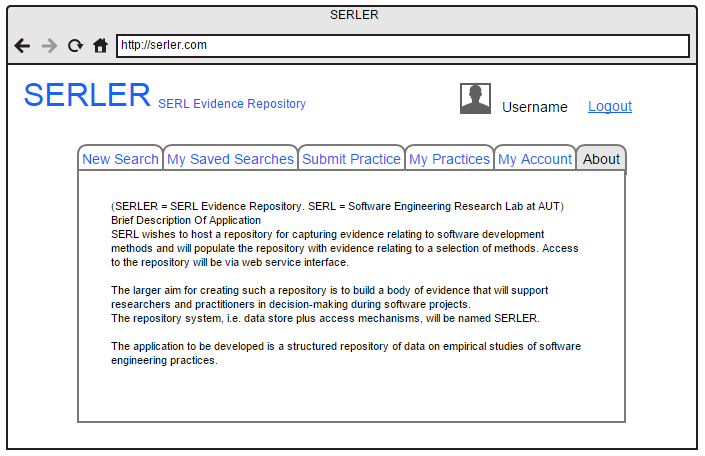 SERLER
http://serler.com
SERLER SERL Evidence Repository
Username Logout
New Search My Saved Searches Submit Practice My Practices My Account About
(SERLER = SERL Evidence Repository. SERL = Software Engineering Research Lab at AUT)
Brief Description Of Application
SERL wishes to host a repository for capturing evidence relating to software development
methods and will populate the repository with evidence relating to a selection of methods. Access
to the repository will be via web service interface.
The larger aim for creating such a repository is to build a body of evidence that will support
researchers and practitioners in decision-making during software projects.
The repository system, i.e. data store plus access mechanisms, will be named SERLER.
The application to be developed is a structured repository of data on empirical studies of software
engineering practices.